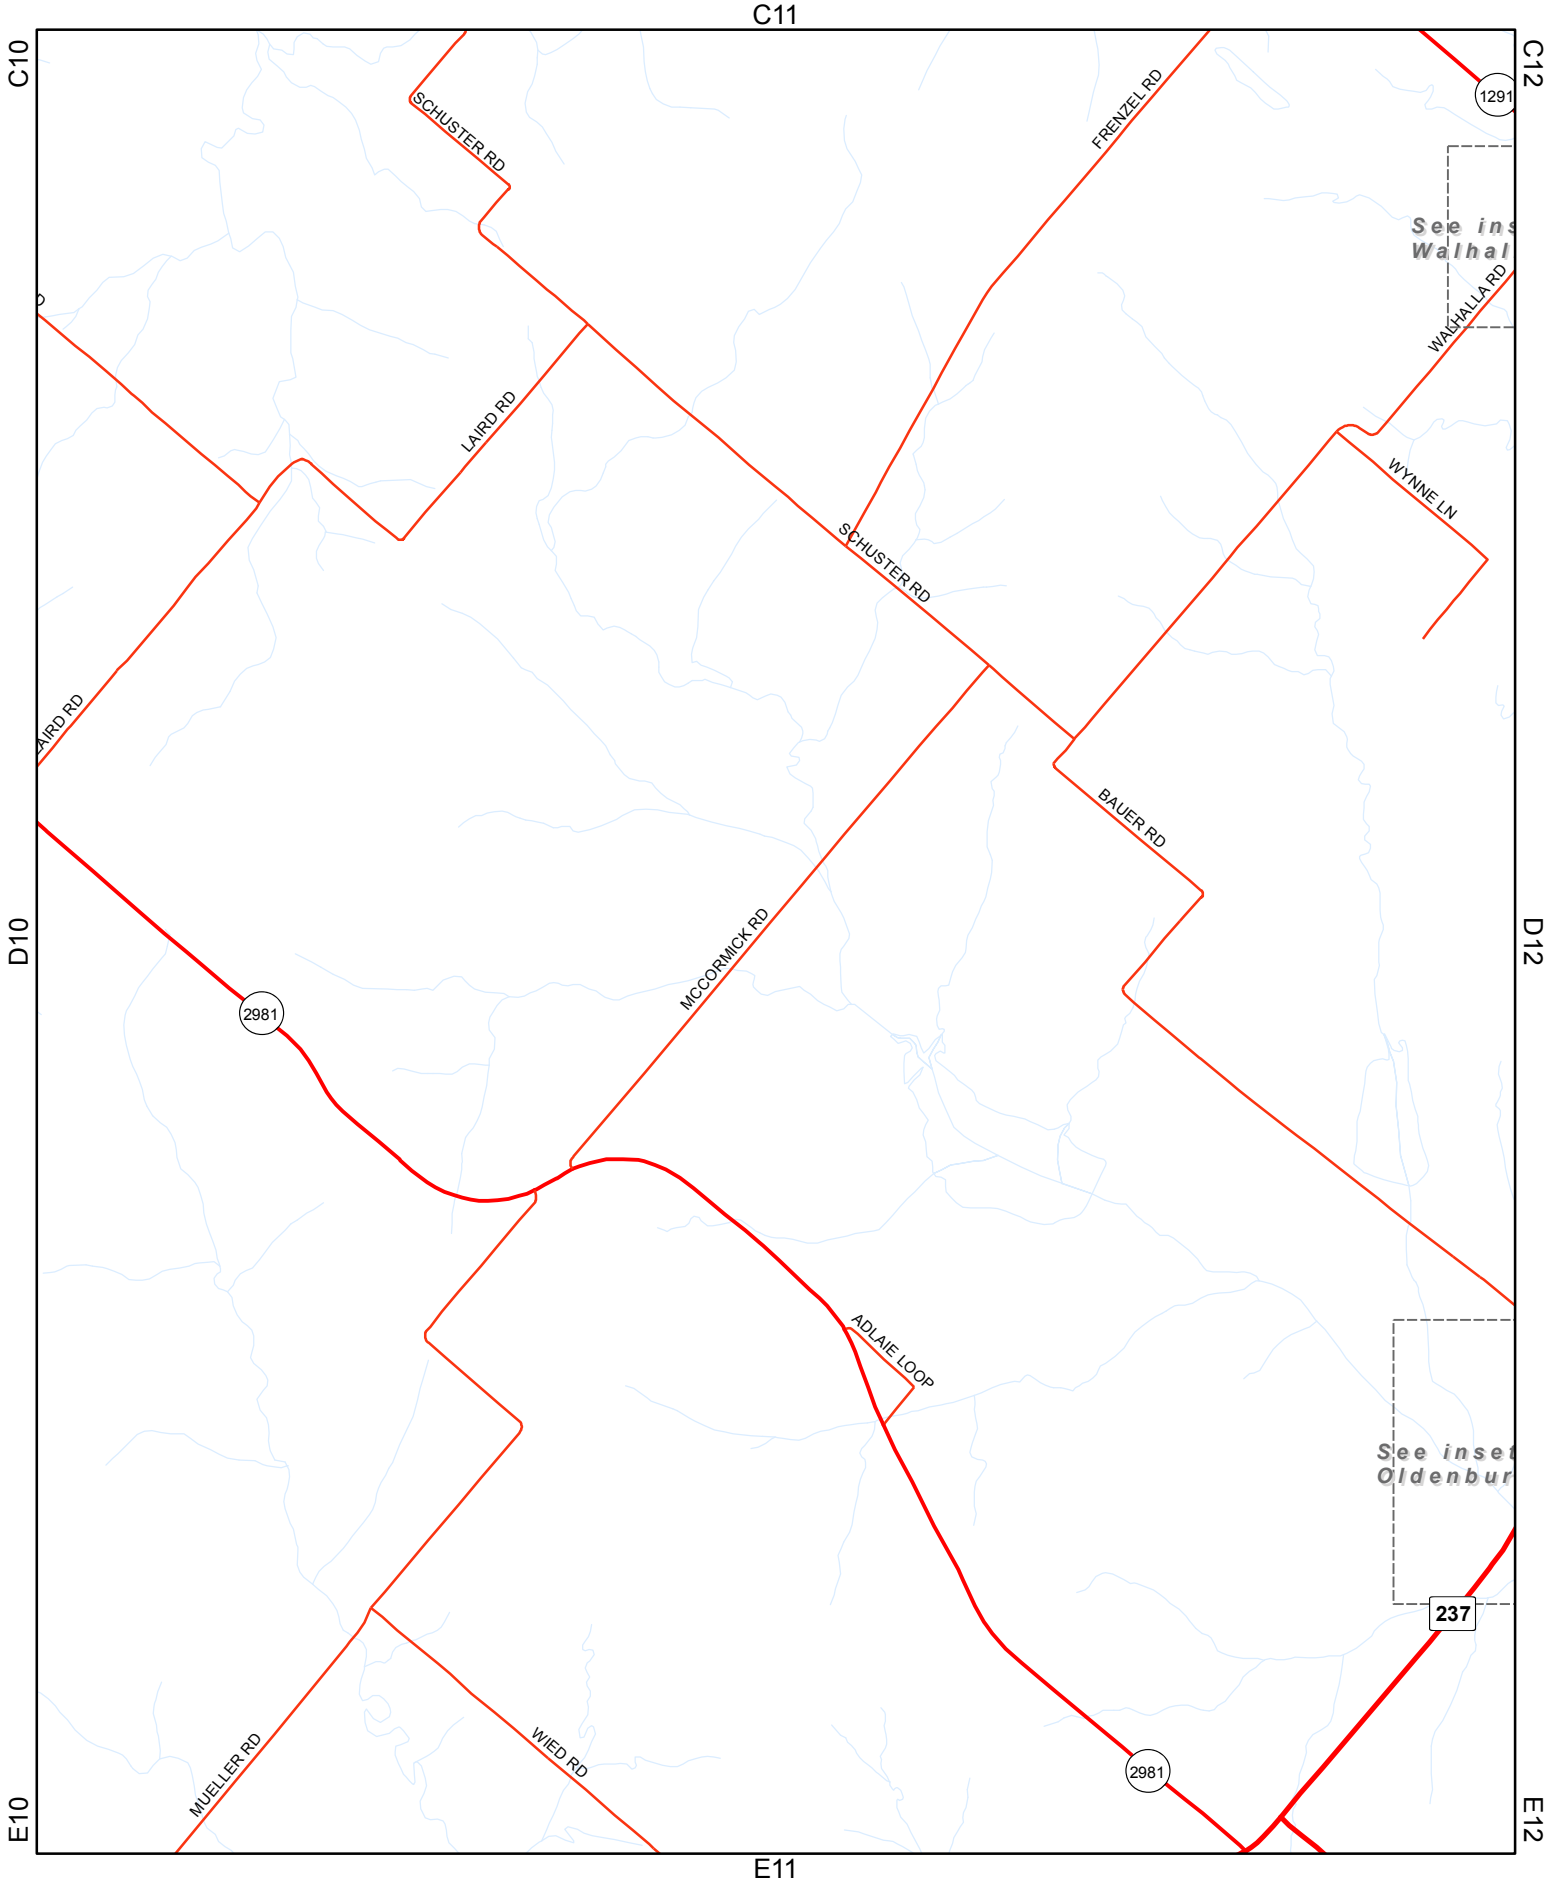 C11
C10
C12
1291
SCHUSTER RD
FRENZEL RD
See ins
Walhal
WALHALLA RD
LAIRD RD
WYNNE LN
SCHUSTER RD
AIRD RD
BAUER RD
MCCORMICK RD
D10
D12
2981
ADLAIE LOOP
See inset
Oldenbur
237
MUELLER RD
WIED RD
2981
E10
E12
E11